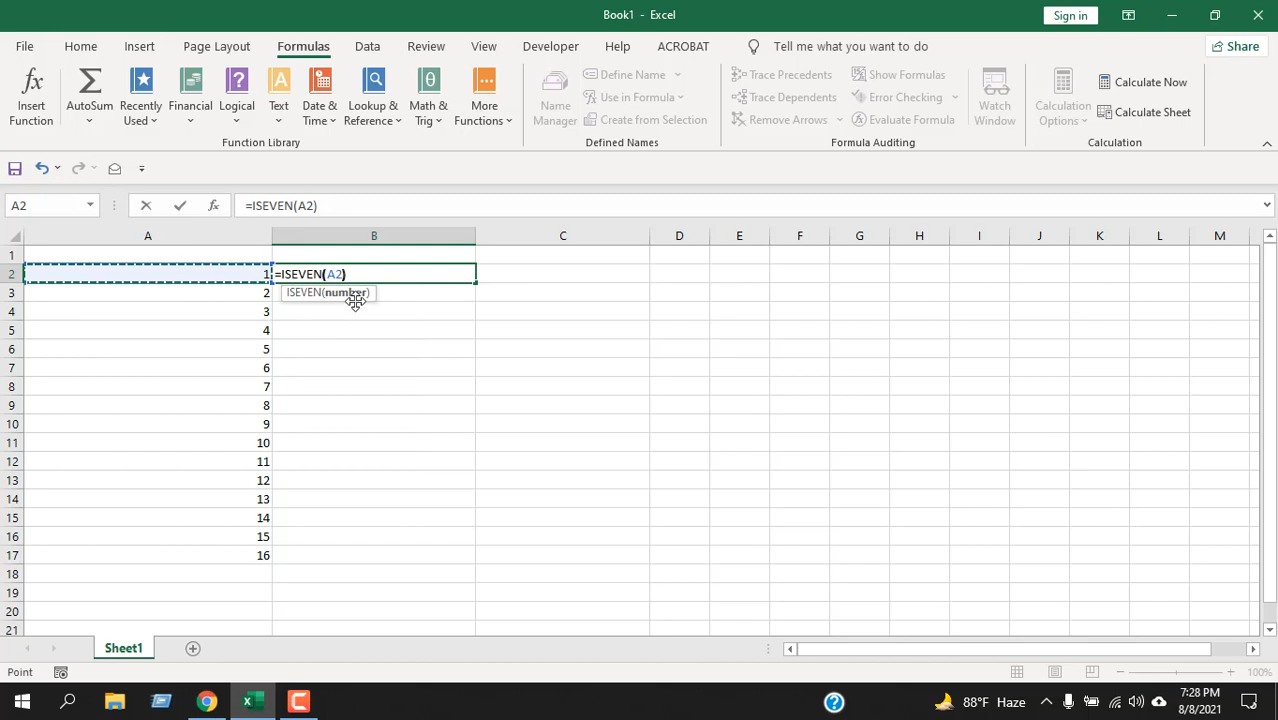 Book1 - Excel
Sign in
File Home Insert Page Layout Formulas Data Review View Developer Help ACROBAT Tell me what you want to do Share
Insert Function
AutoSum
Recently Used
Financial
Logical
Text
Date & Time
Lookup & Reference
Math & Trig
More Functions
Function Library
Name Manager
Define Name
Use in Formula
Create from Selection
Defined Names
Trace Precedents
Trace Dependents
Remove Arrows
Show Formulas
Error Checking
Evaluate Formula
Formula Auditing
Watch Window
Calculation Options
Calculate Now
Calculate Sheet
Calculation
A2 fx =ISEVEN(A2)
A B C D E F G H I J K L M
1
2 1 =ISEVEN(A2)
3 2 ISEVEN(number)
4 3
5 4
6 5
7 6
8 7
9 8
10 9
11 10
12 11
13 12
14 13
15 14
16 15
17 16
18
19
20
21
Sheet1
Point 100%
88°F Haze 7:28 PM
8/8/2021